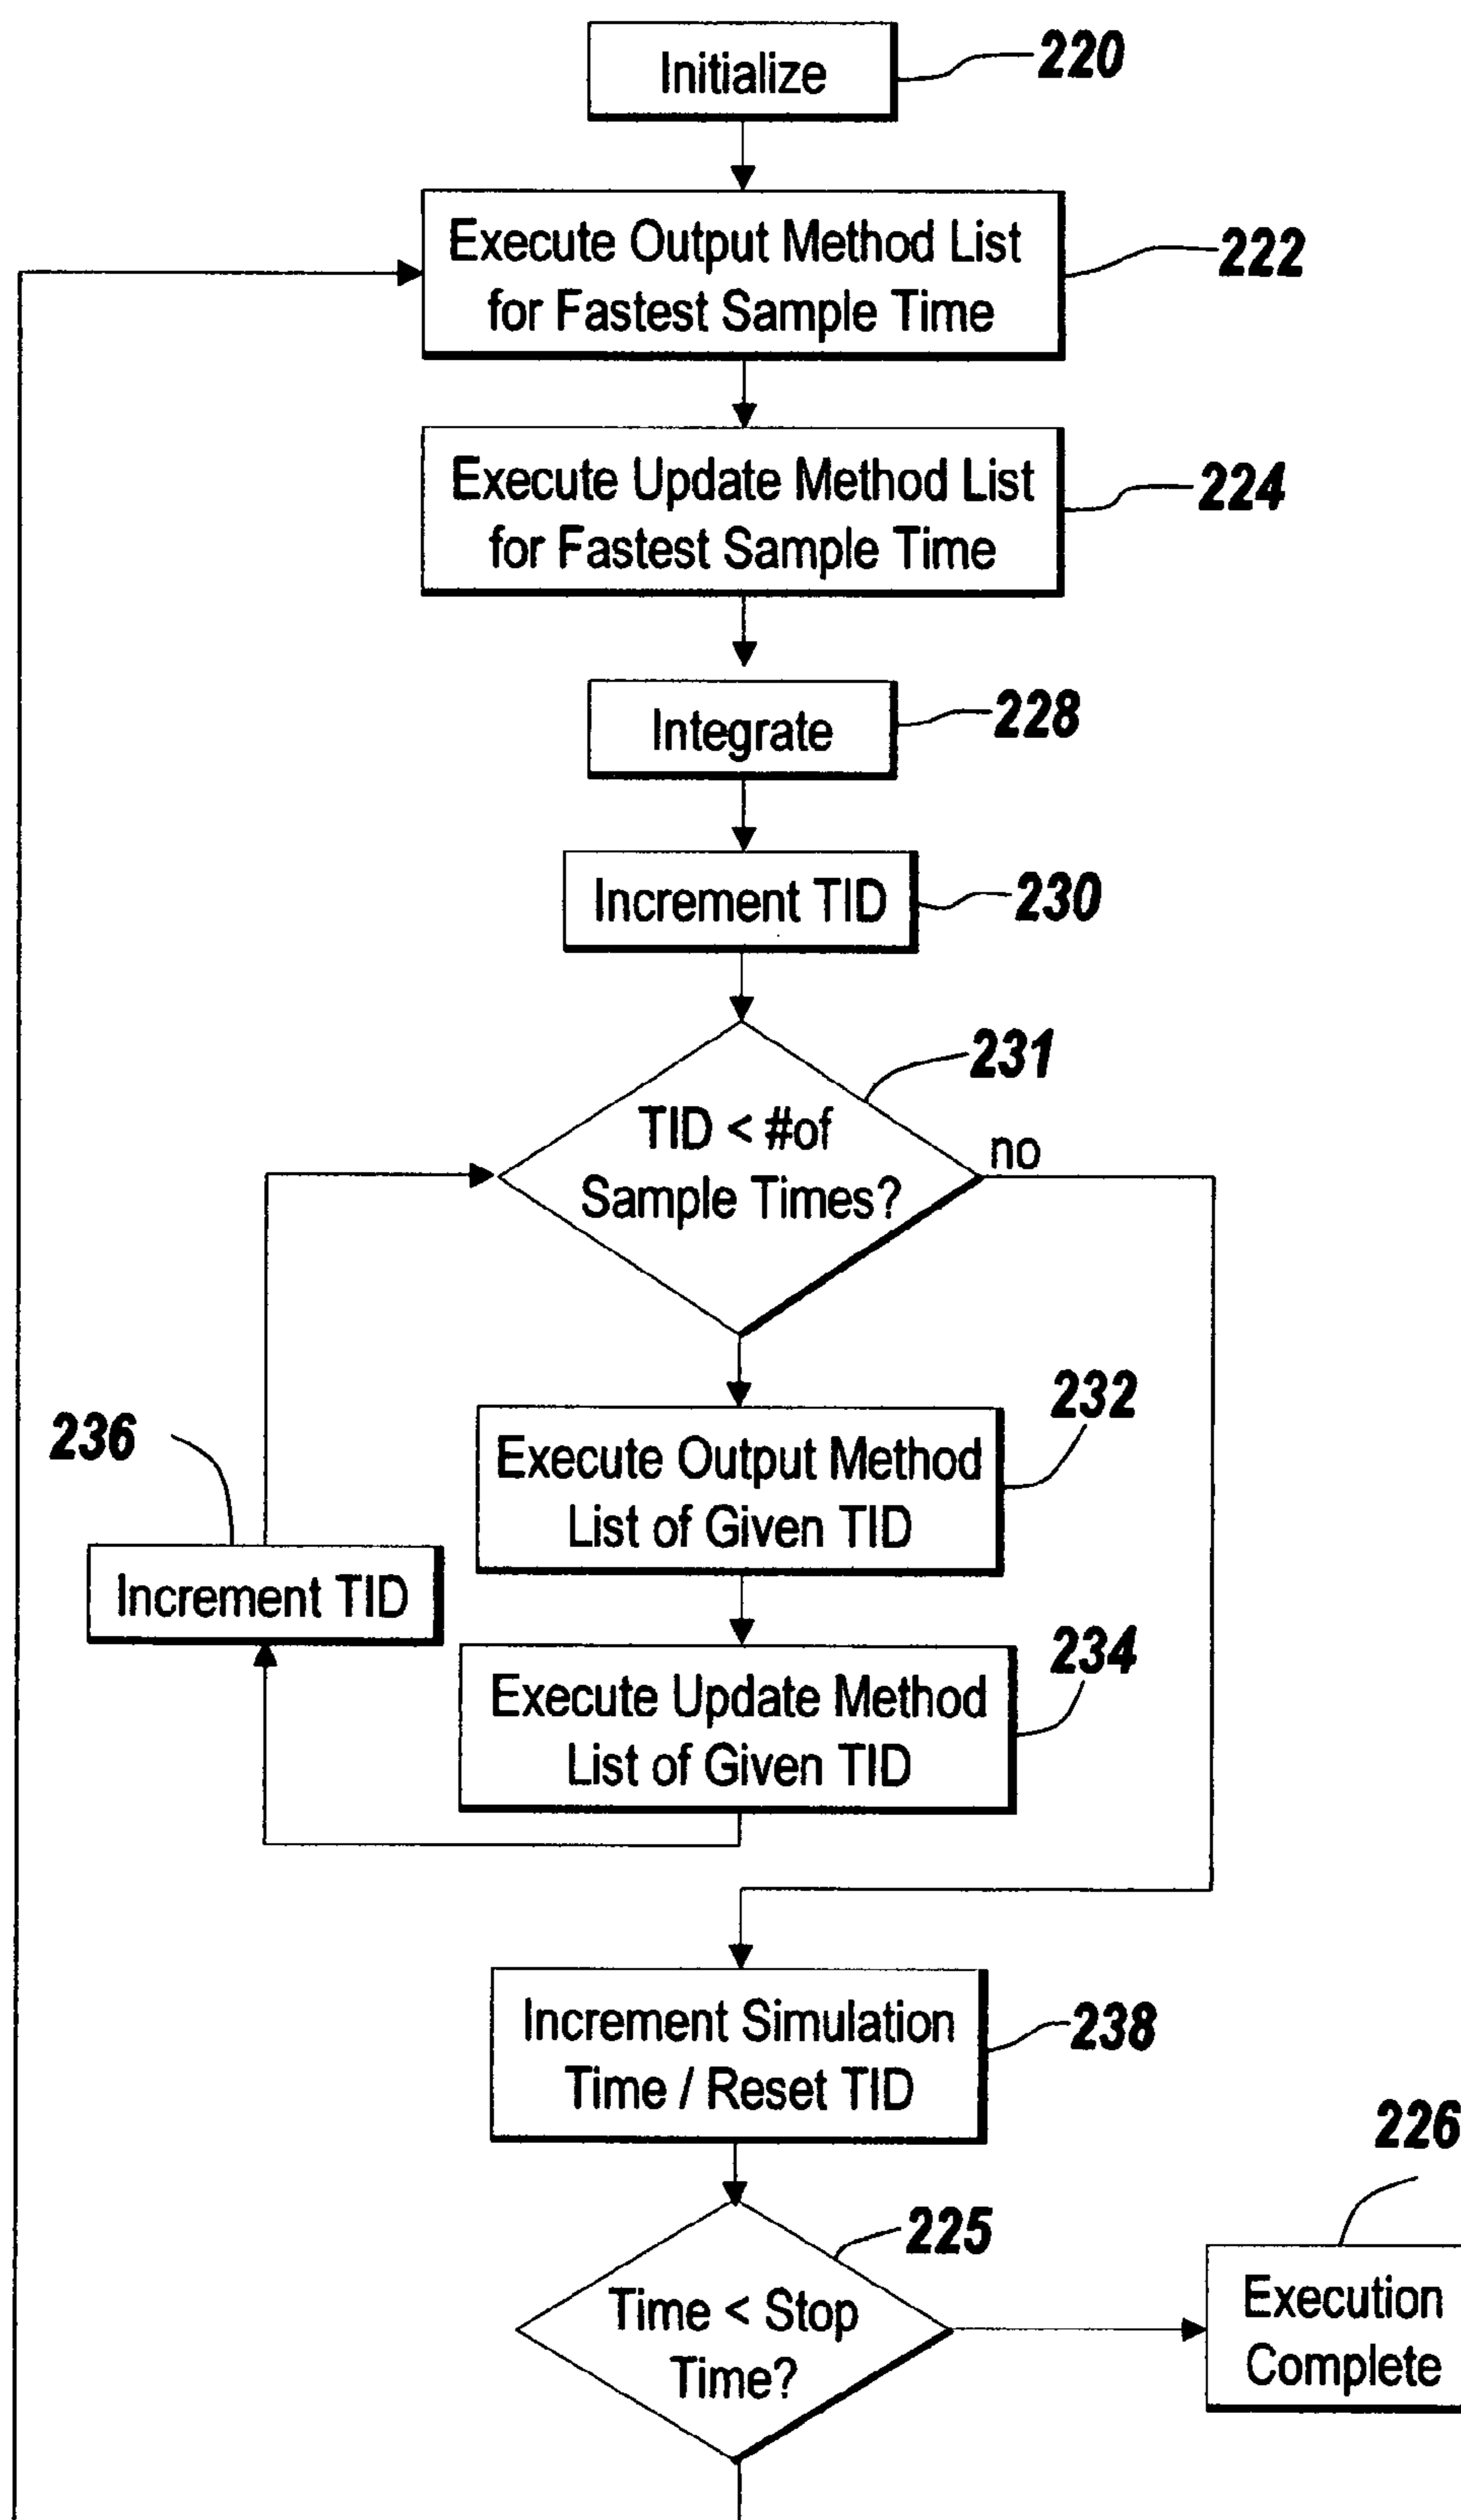 Initialize
220
Execute Output Method List
for Fastest Sample Time
222
Execute Update Method List
for Fastest Sample Time
224
Integrate
228
Increment TID
230
231
TID < #of
Sample Times?
no
232
Execute Output Method
List of Given TID
236
Increment TID
234
Execute Update Method
List of Given TID
Increment Simulation
Time / Reset TID
238
226
225
Time < Stop
Time?
Execution
Complete